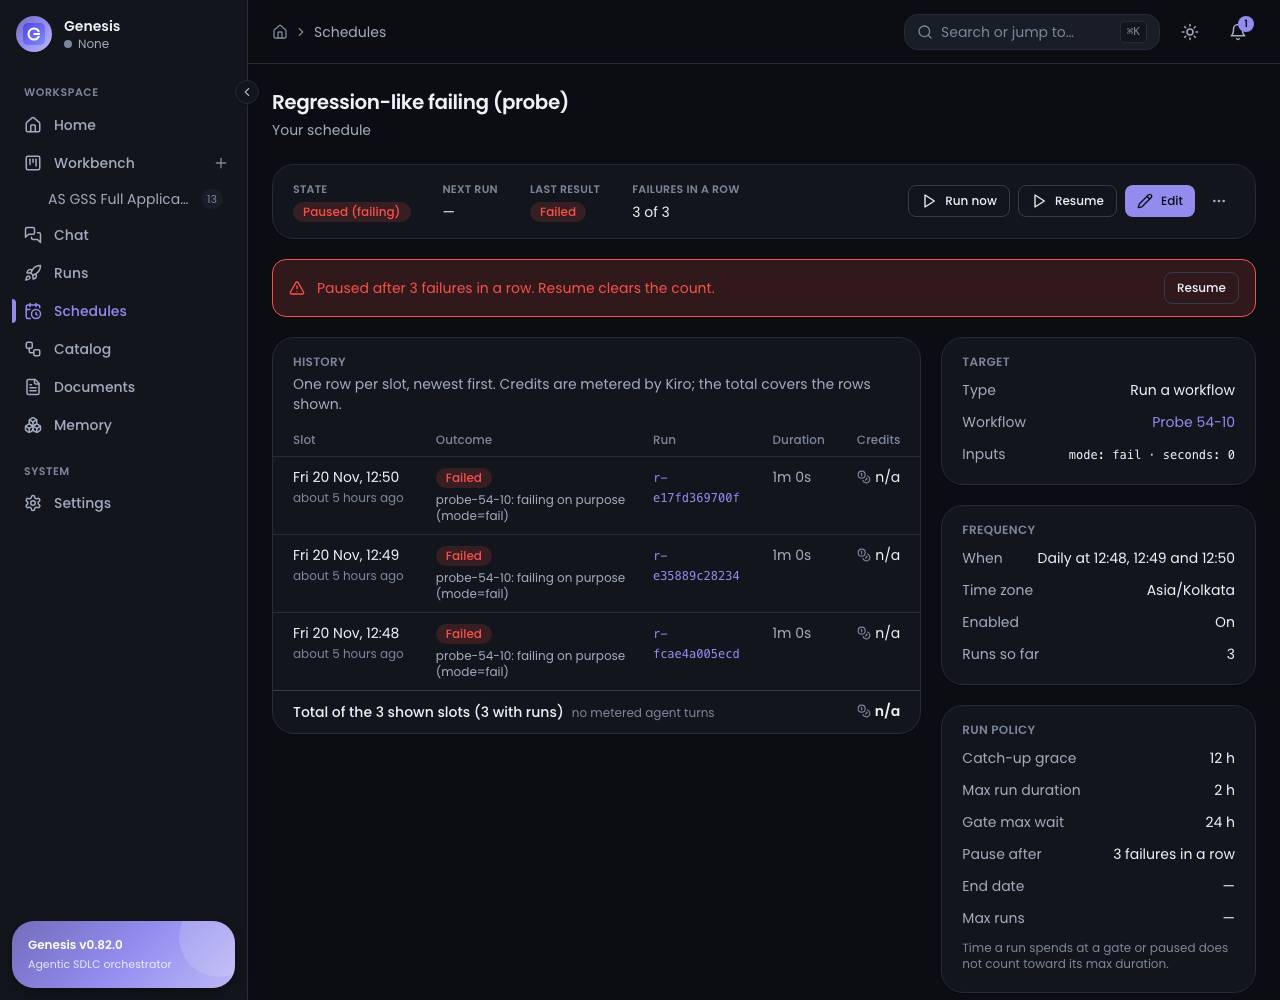 Genesis
None
WORKSPACE
Home
Workbench
AS GSS Full Applica...
13
Chat
Runs
Schedules
Catalog
Documents
Memory
SYSTEM
Settings
Genesis v0.82.0
Agentic SDLC orchestrator
Schedules
Search or jump to...
⌘K
1
Regression-like failing (probe)
Your schedule
STATE
Paused (failing)
NEXT RUN
—
LAST RESULT
Failed
FAILURES IN A ROW
3 of 3
Run now
Resume
Edit
Paused after 3 failures in a row. Resume clears the count.
Resume
HISTORY
One row per slot, newest first. Credits are metered by Kiro; the total covers the rows
shown.
Slot Outcome Run Duration Credits
Fri 20 Nov, 12:50 Failed r- 1m 0s n/a
about 5 hours ago probe-54-10: failing on purpose e17fd369700f
(mode=fail)
Fri 20 Nov, 12:49 Failed r- 1m 0s n/a
about 5 hours ago probe-54-10: failing on purpose e35889c28234
(mode=fail)
Fri 20 Nov, 12:48 Failed r- 1m 0s n/a
about 5 hours ago probe-54-10: failing on purpose fcae4a005ecd
(mode=fail)
Total of the 3 shown slots (3 with runs) no metered agent turns n/a
TARGET
Type Run a workflow
Workflow Probe 54-10
Inputs mode: fail · seconds: 0
FREQUENCY
When Daily at 12:48, 12:49 and 12:50
Time zone Asia/Kolkata
Enabled On
Runs so far 3
RUN POLICY
Catch-up grace 12 h
Max run duration 2 h
Gate max wait 24 h
Pause after 3 failures in a row
End date —
Max runs —
Time a run spends at a gate or paused does
not count toward its max duration.